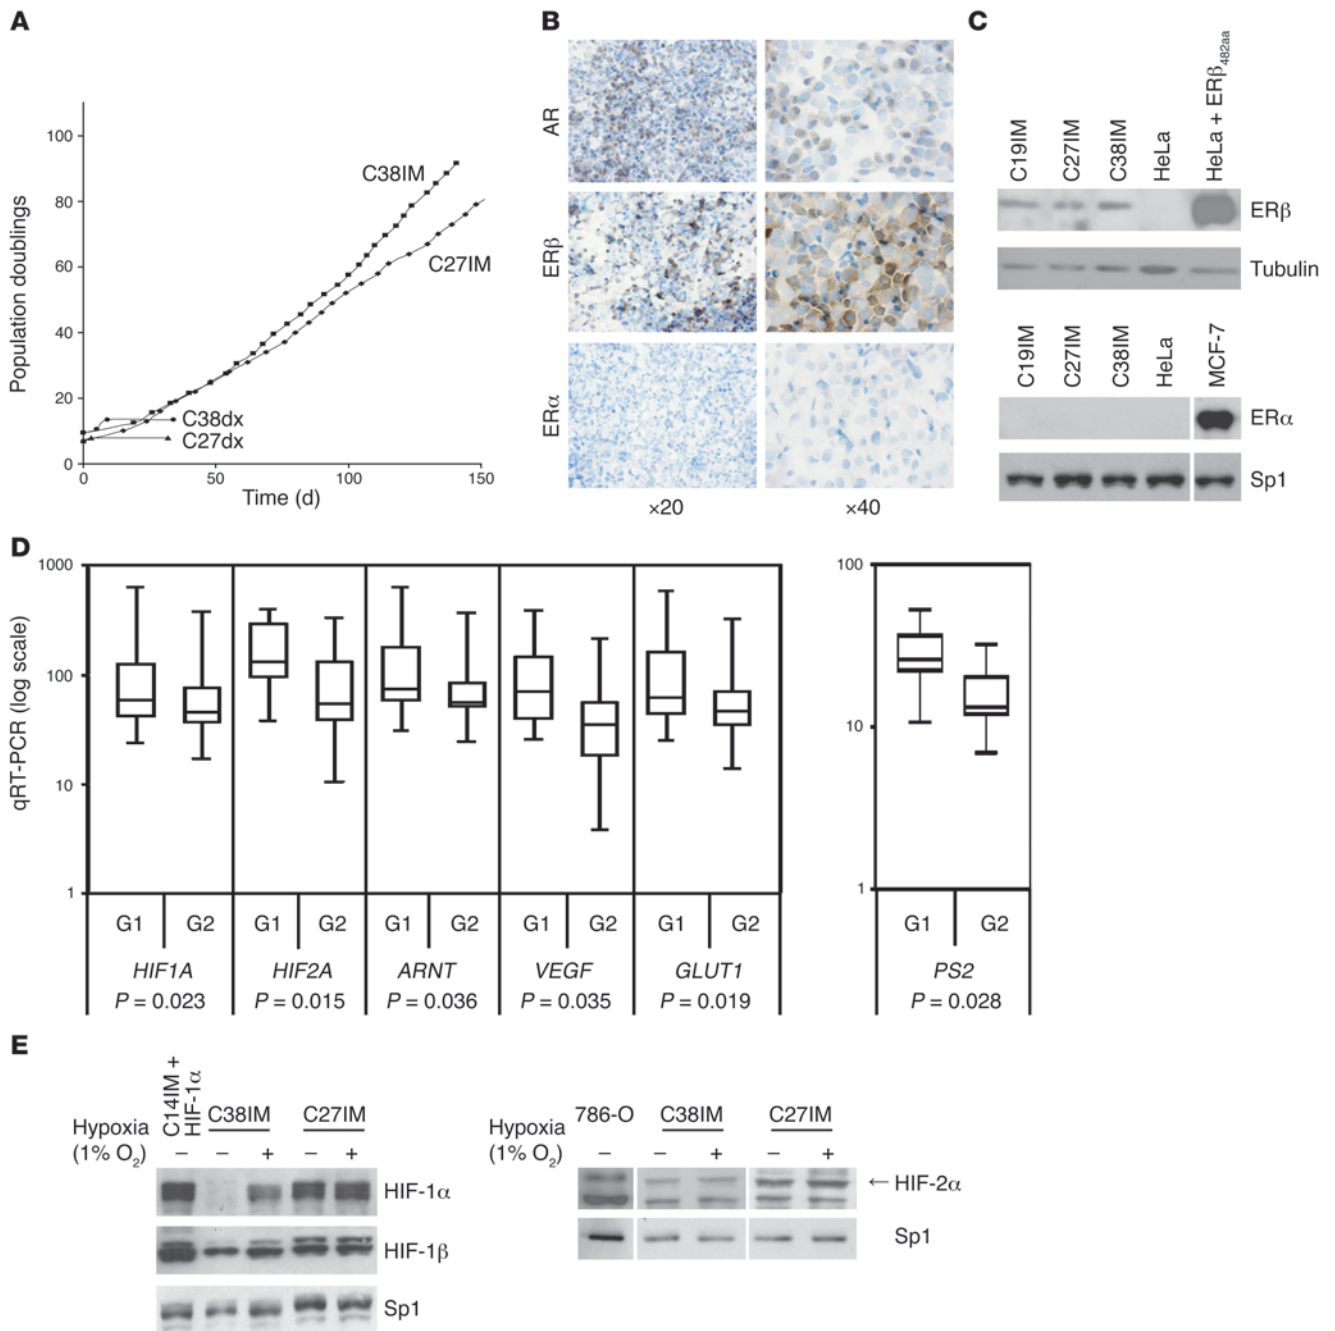 A
Population doublings
100
80
60
40
20
0
0
50
100
150
Time (d)
C38IM
C27IM
C38dx
C27dx
B
AR
ERβ
ERα
×20
×40
C
C19IM
C27IM
C38IM
HeLa
HeLa + ERβ482aa
ERβ
Tubulin
C19IM
C27IM
C38IM
HeLa
MCF-7
ERα
Sp1
D
qRT-PCR (log scale)
1000
100
10
1
G1 G2 G1 G2 G1 G2 G1 G2 G1 G2
HIF1A HIF2A ARNT VEGF GLUT1
P = 0.023 P = 0.015 P = 0.036 P = 0.035 P = 0.019
100
10
1
G1 G2
PS2
P = 0.028
E
C14IM +
HIF-1α
C38IM C27IM
Hypoxia
(1% O2) – – + – +
HIF-1α
HIF-1β
Sp1
786-O C38IM C27IM
Hypoxia
(1% O2) – – + – +
←HIF-2α
Sp1